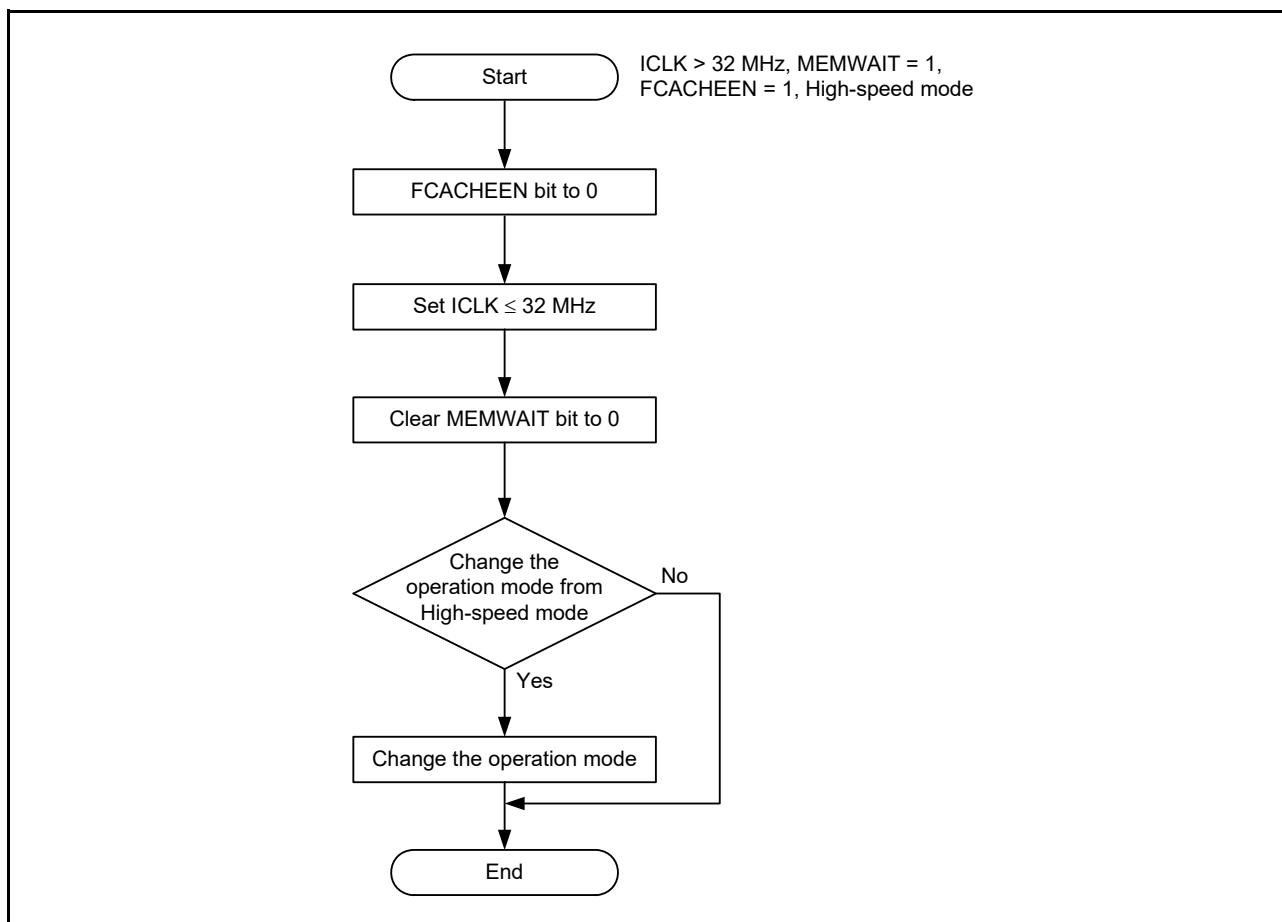 Start
ICLK > 32 MHz, MEMWAIT = 1,
FCACHEEN = 1, High-speed mode
FCACHEEN bit to 0
Set ICLK ≤ 32 MHz
Clear MEMWAIT bit to 0
Change the
operation mode from
High-speed mode
No
Yes
Change the operation mode
End